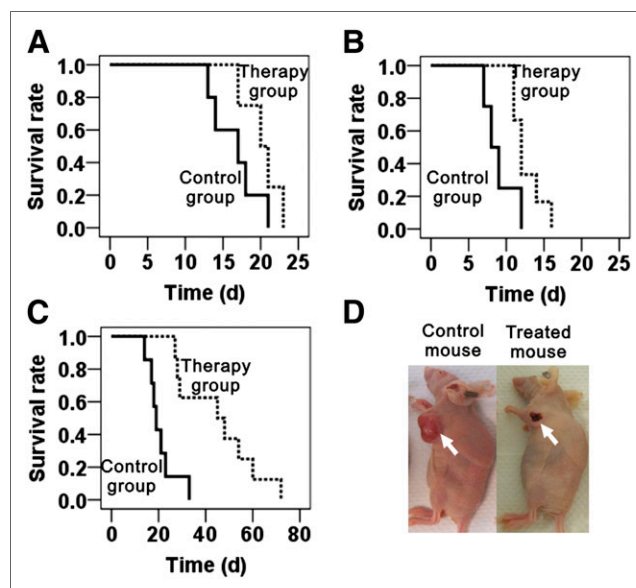 A
Survival rate
1.0
0.8
0.6
0.4
0.2
0.0
Therapy
group
Control
group
0 5 10 15 20 25
Time (d)
B
Survival rate
1.0
0.8
0.6
0.4
0.2
0.0
Therapy
group
Control
group
0 5 10 15 20 25
Time (d)
C
Survival rate
1.0
0.8
0.6
0.4
0.2
0.0
Therapy
group
Control
group
0 20 40 60 80
Time (d)
D
Control
mouse
Treated
mouse